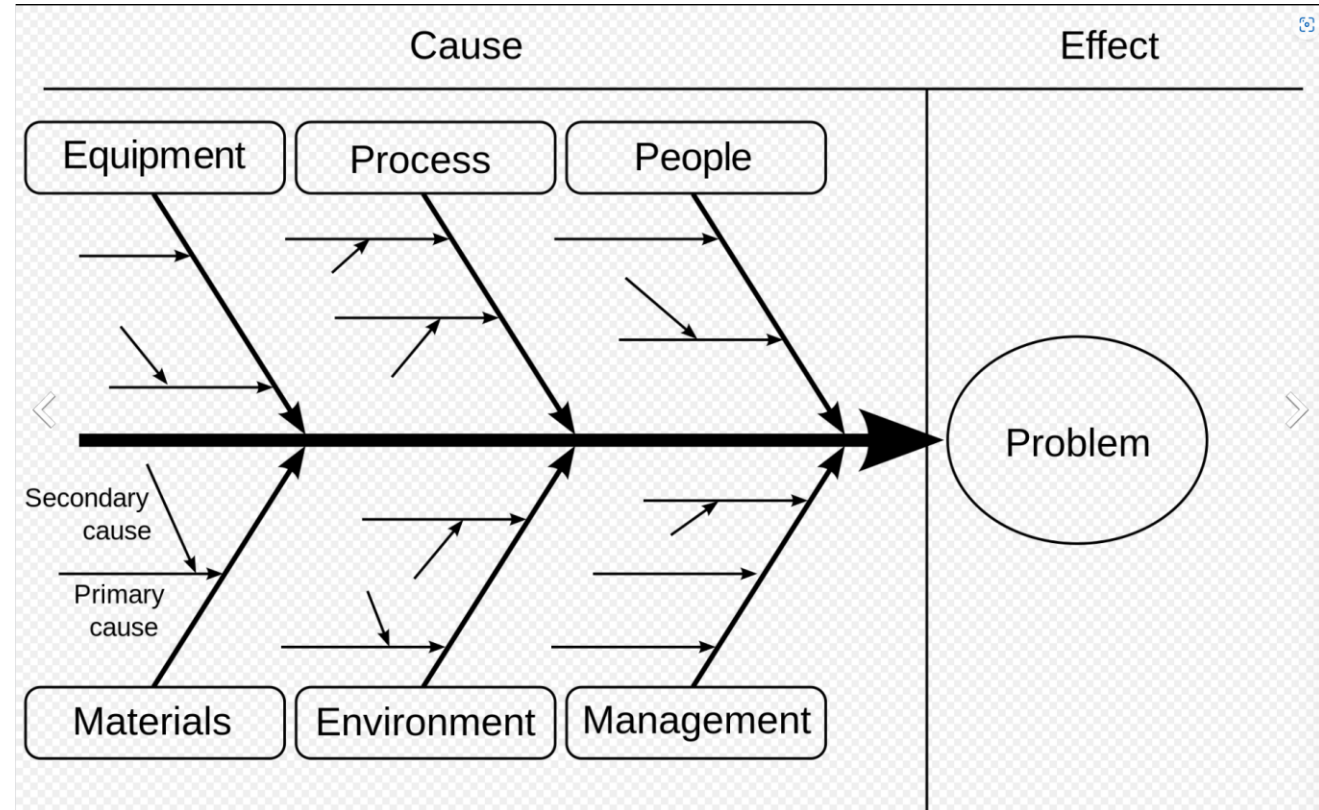 Cause
Effect
Equipment
Process
People
Problem
Secondary
cause
Primary
cause
Materials
Environment
Management